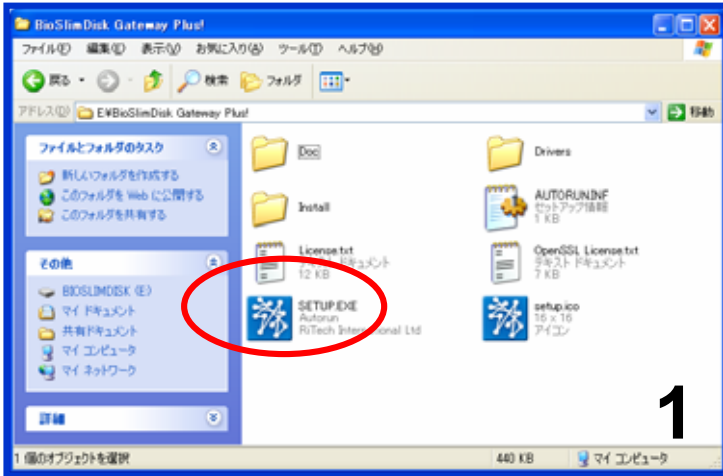 BioSlimDisk Gateway Plus!
ファイル(F) 編集(E) 表示(V) お気に入り(A) ツール(T) ヘルプ(H)
戻る 検索 フォルダ
アドレス(D) E:¥BioSlimDisk Gateway Plus! 移動
ファイルとフォルダのタスク
新しいフォルダを作成する
このフォルダを Web に公開する
このフォルダを共有する
その他
BIOSLIMDISK (E:)
マイ ドキュメント
共有ドキュメント
マイ コンピュータ
マイ ネットワーク
詳細
Doc
Drivers
Install
AUTORUN.INF
セットアップ情報
1 KB
License.txt
テキスト ドキュメント
12 KB
OpenSSL License.txt
テキスト ドキュメント
7 KB
SETUP.EXE
Autorun
RiTech International Ltd
setup.ico
16 x 16
アイコン
1
1 個のオブジェクトを選択 440 KB マイ コンピュータ